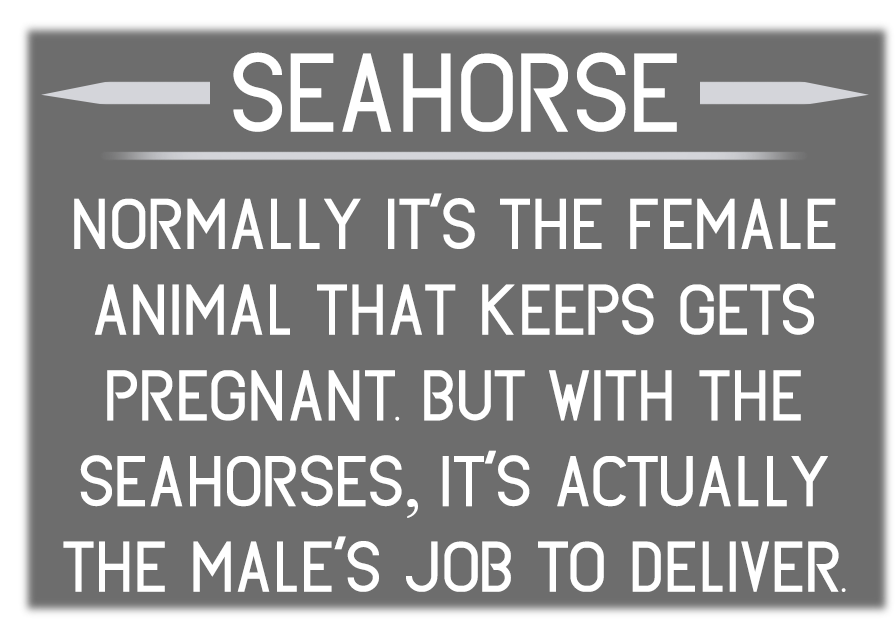 SEAHORSE
NORMALLY IT'S THE FEMALE
ANIMAL THAT KEEPS GETS
PREGNANT. BUT WITH THE
SEAHORSES, IT'S ACTUALLY
THE MALE'S JOB TO DELIVER.